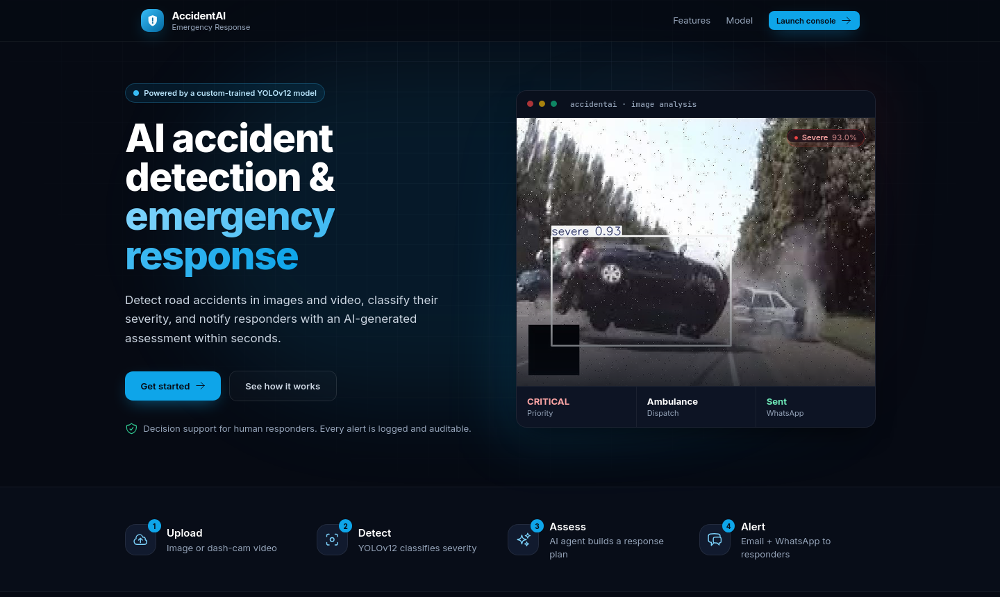 AccidentAI
Emergency Response
Features
Model
Launch console
Powered by a custom-trained YOLOv12 model
AI accident
detection &
emergency
response
Detect road accidents in images and video, classify their
severity, and notify responders with an AI-generated
assessment within seconds.
Get started
See how it works
Decision support for human responders. Every alert is logged and auditable.
accidentai · image analysis
Severe 93.0%
severe 0.93
CRITICAL
Priority
Ambulance
Dispatch
Sent
WhatsApp
1
Upload
Image or dash-cam video
2
Detect
YOLOv12 classifies severity
3
Assess
AI agent builds a response
plan
4
Alert
Email + WhatsApp to
responders